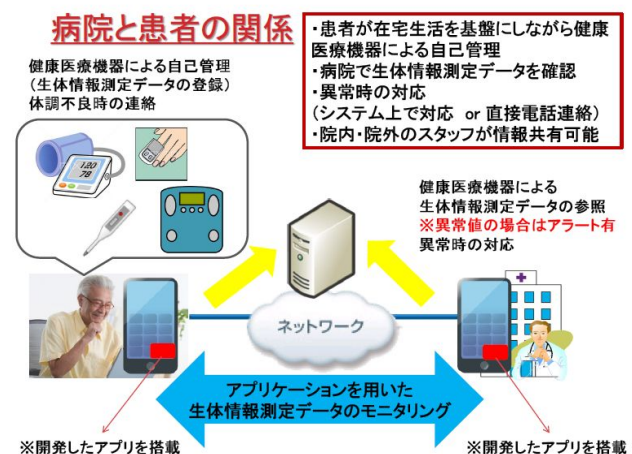 病院と患者の関係
・患者が在宅生活を基盤にしながら健康
医療機器による自己管理
・病院で生体情報測定データを確認
・異常時の対応
(システム上で対応 or 直接電話連絡)
・院内・院外のスタッフが情報共有可能
健康医療機器による自己管理
(生体情報測定データの登録)
体調不良時の連絡
120
78
健康医療機器による
生体情報測定データの参照
※異常値の場合はアラート有
異常時の対応
ネットワーク
アプリケーションを用いた
生体情報測定データのモニタリング
※開発したアプリを搭載
※開発したアプリを搭載